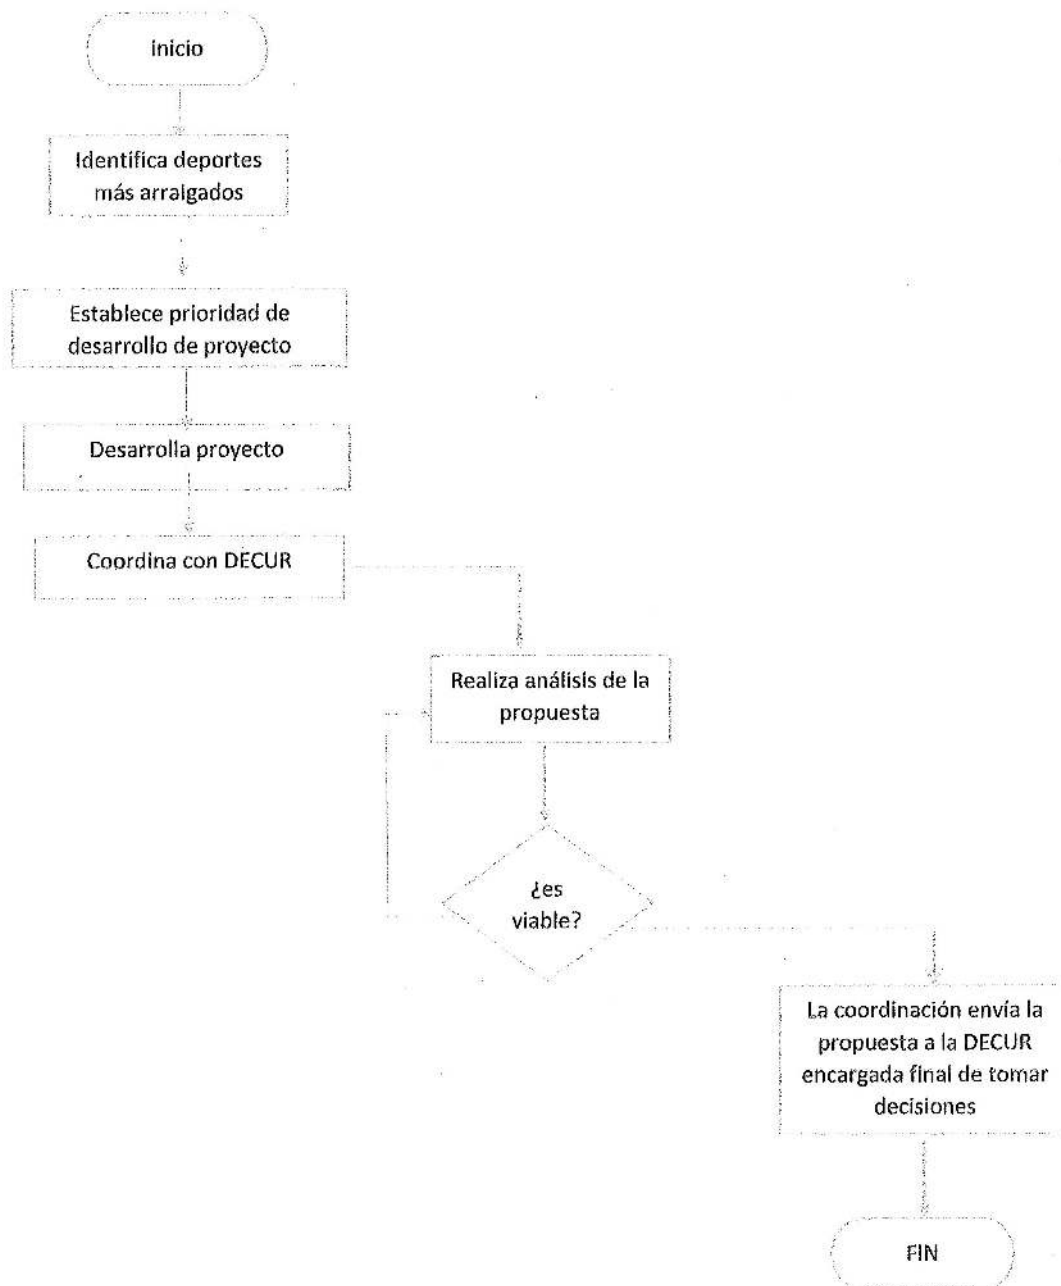 inicio
Identifica deportes
más arraigados
Establece prioridad de
desarrollo de proyecto
Desarrolla proyecto
Coordina con DECUR
Realiza análisis de la
propuesta
¿es
viable?
La coordinación envía la
propuesta a la DECUR
encargada final de tomar
decisiones
FIN